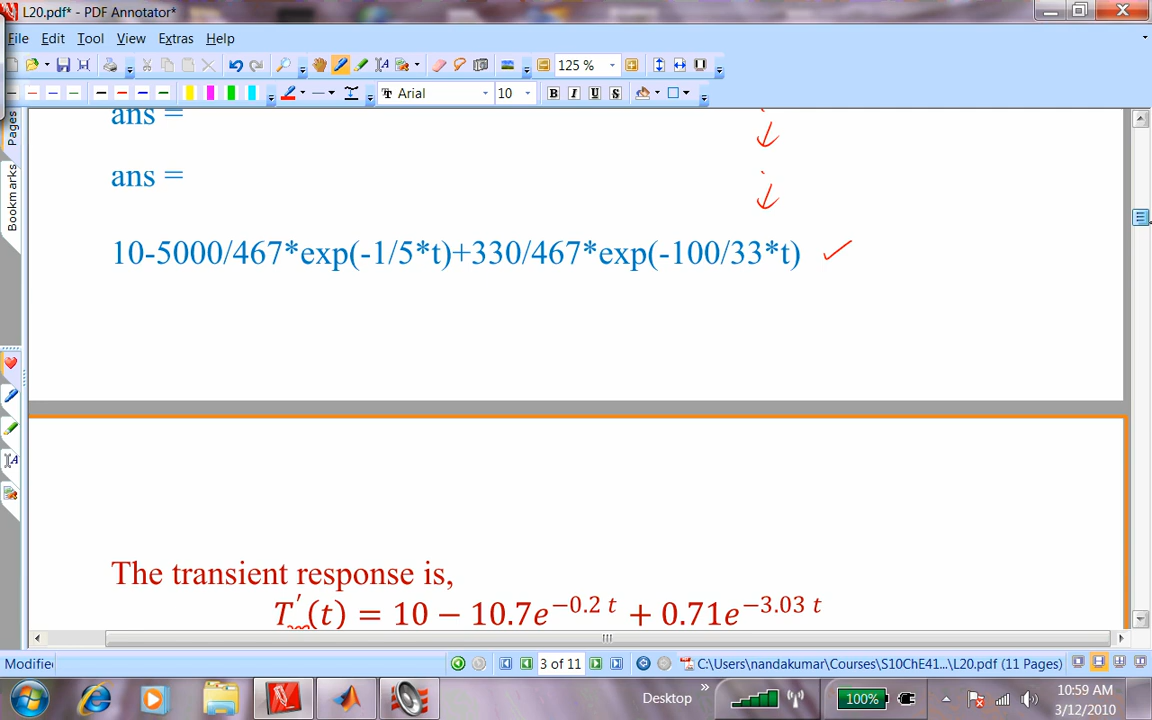 L20.pdf* - PDF Annotator*
File Edit Tool View Extras Help
125 %
Arial 10 B I U S
Pages
Bookmarks
ans =
ans =
10-5000/467*exp(-1/5*t)+330/467*exp(-100/33*t)
The transient response is,
T′ (t) = 10 − 10.7e^−0.2 t + 0.71e^−3.03 t
Modified 3 of 11 C:\Users\nandakumar\Courses\S10ChE41...\L20.pdf (11 Pages)
Desktop » 100% 10:59 AM
3/12/2010